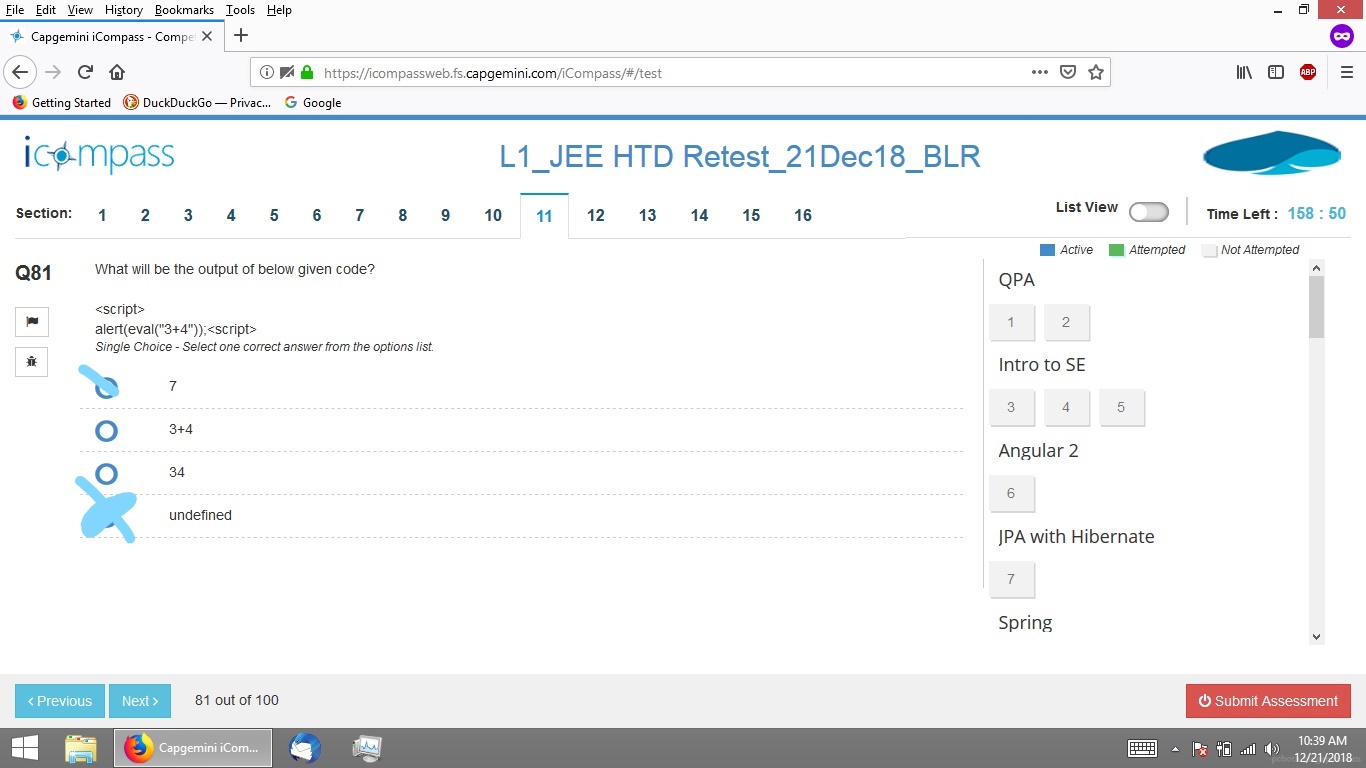 File Edit View History Bookmarks Tools Help
Capgemini iCompass - Compet
https://icompassweb.fs.capgemini.com/iCompass/#/test
ABP
Getting Started DuckDuckGo — Privac... Google
icompass
L1_JEE HTD Retest_21Dec18_BLR
Section: 1 2 3 4 5 6 7 8 9 10 11 12 13 14 15 16
List View
Time Left : 158 : 50
Active Attempted Not Attempted
Q81
What will be the output of below given code?
<script>
alert(eval("3+4"));<script>
Single Choice - Select one correct answer from the options list.
7
3+4
34
undefined
QPA
1 2
Intro to SE
3 4 5
Angular 2
6
JPA with Hibernate
7
Spring
Previous Next 81 out of 100
Submit Assessment
Capgemini iCom...
10:39 AM
12/21/2018